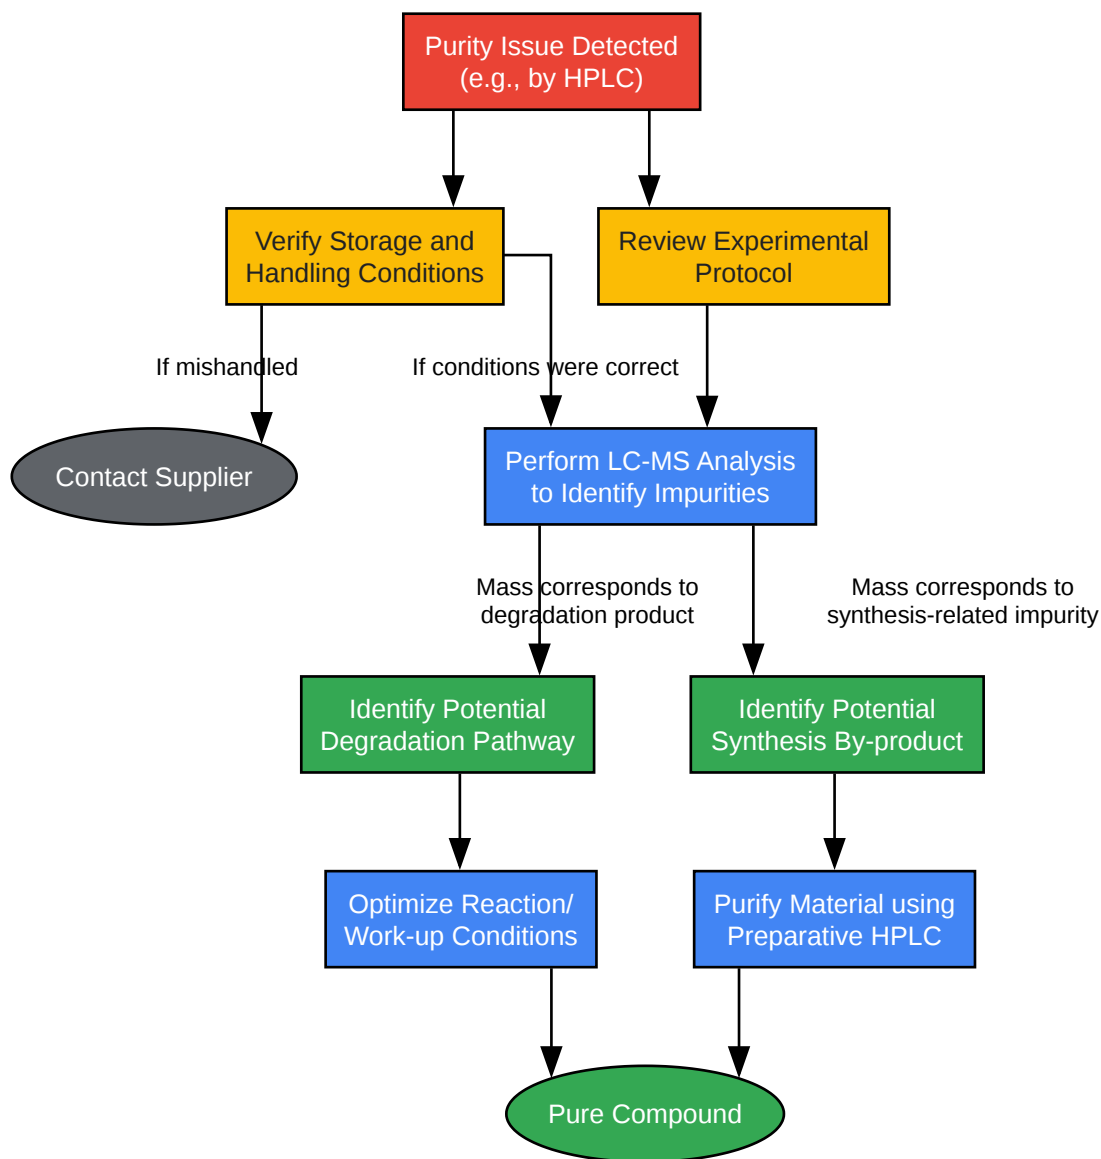 Purity Issue Detected
(e.g., by HPLC)
Verify Storage and
Handling Conditions
Review Experimental
Protocol
If mishandled
If conditions were correct
Contact Supplier
Perform LC-MS Analysis
to Identify Impurities
Mass corresponds to
degradation product
Mass corresponds to
synthesis-related impurity
Identify Potential
Degradation Pathway
Identify Potential
Synthesis By-product
Optimize Reaction/
Work-up Conditions
Purify Material using
Preparative HPLC
Pure Compound